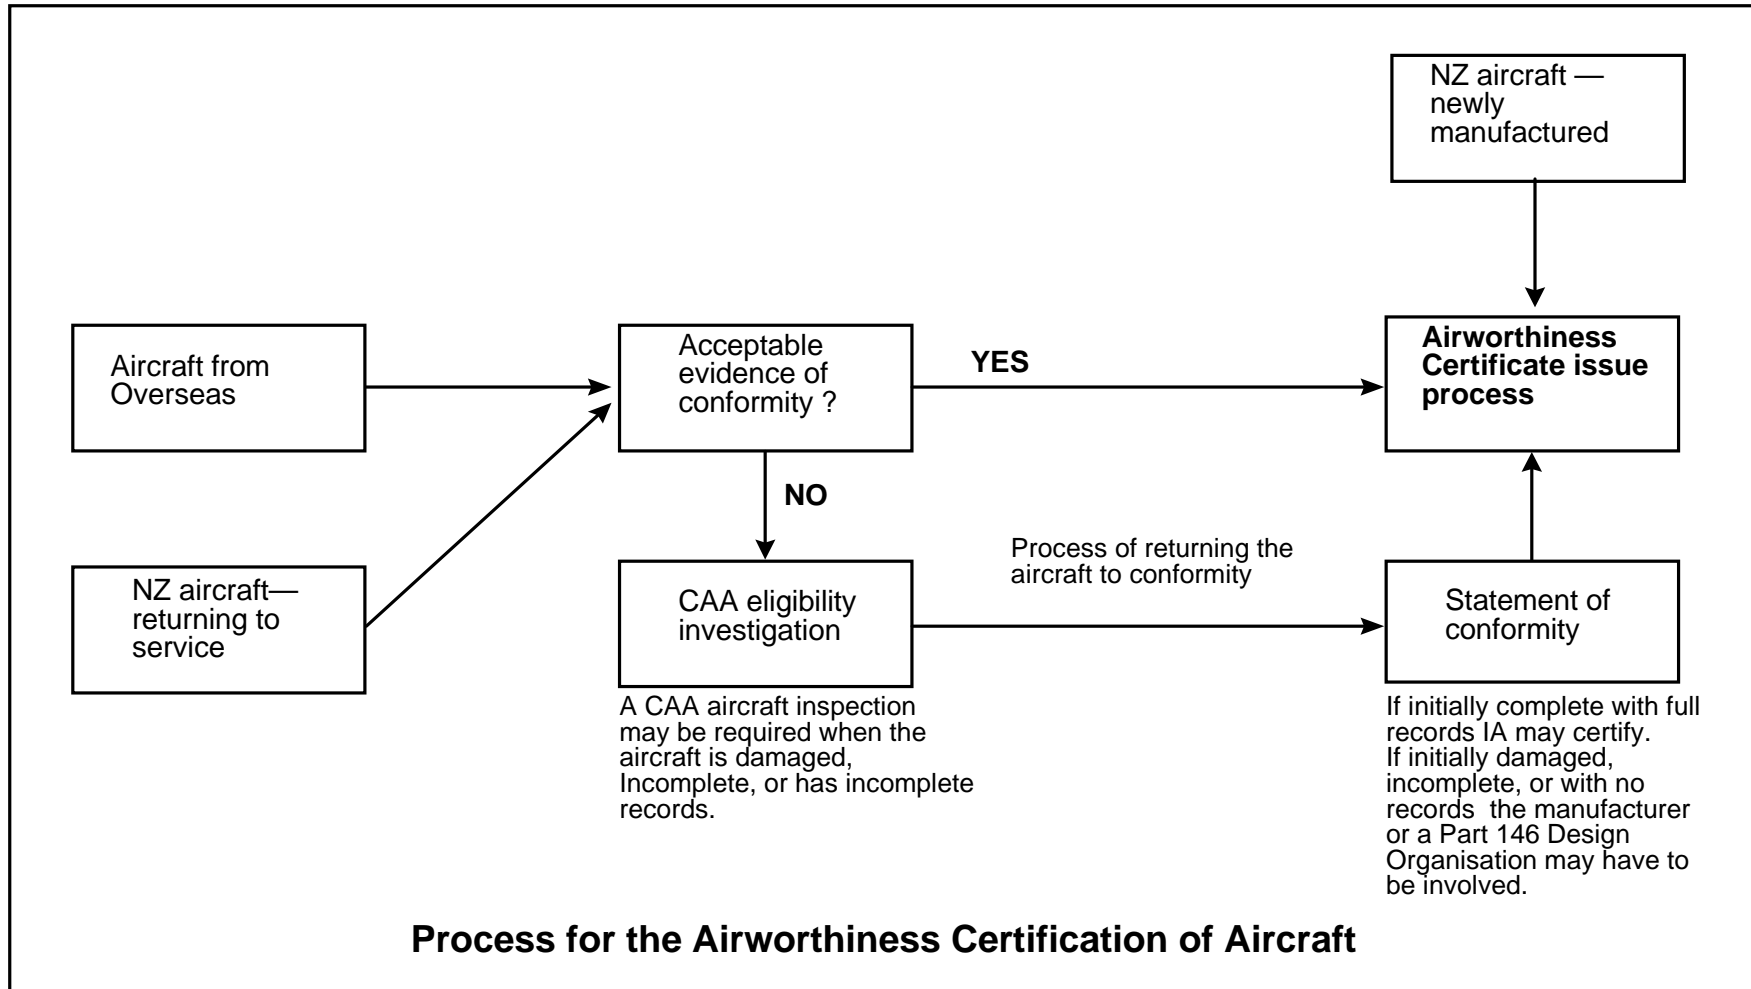 NZ aircraft —
newly
manufactured
Aircraft from
Overseas
Acceptable
evidence of
conformity ?
YES
Airworthiness
Certificate issue
process
NO
NZ aircraft—
returning to
service
CAA eligibility
investigation
Process of returning the
aircraft to conformity
Statement of
conformity
A CAA aircraft inspection
may be required when the
aircraft is damaged,
Incomplete, or has incomplete
records.
If initially complete with full
records IA may certify.
If initially damaged,
incomplete, or with no
records  the manufacturer
or a Part 146 Design
Organisation may have to
be involved.
Process for the Airworthiness Certification of Aircraft